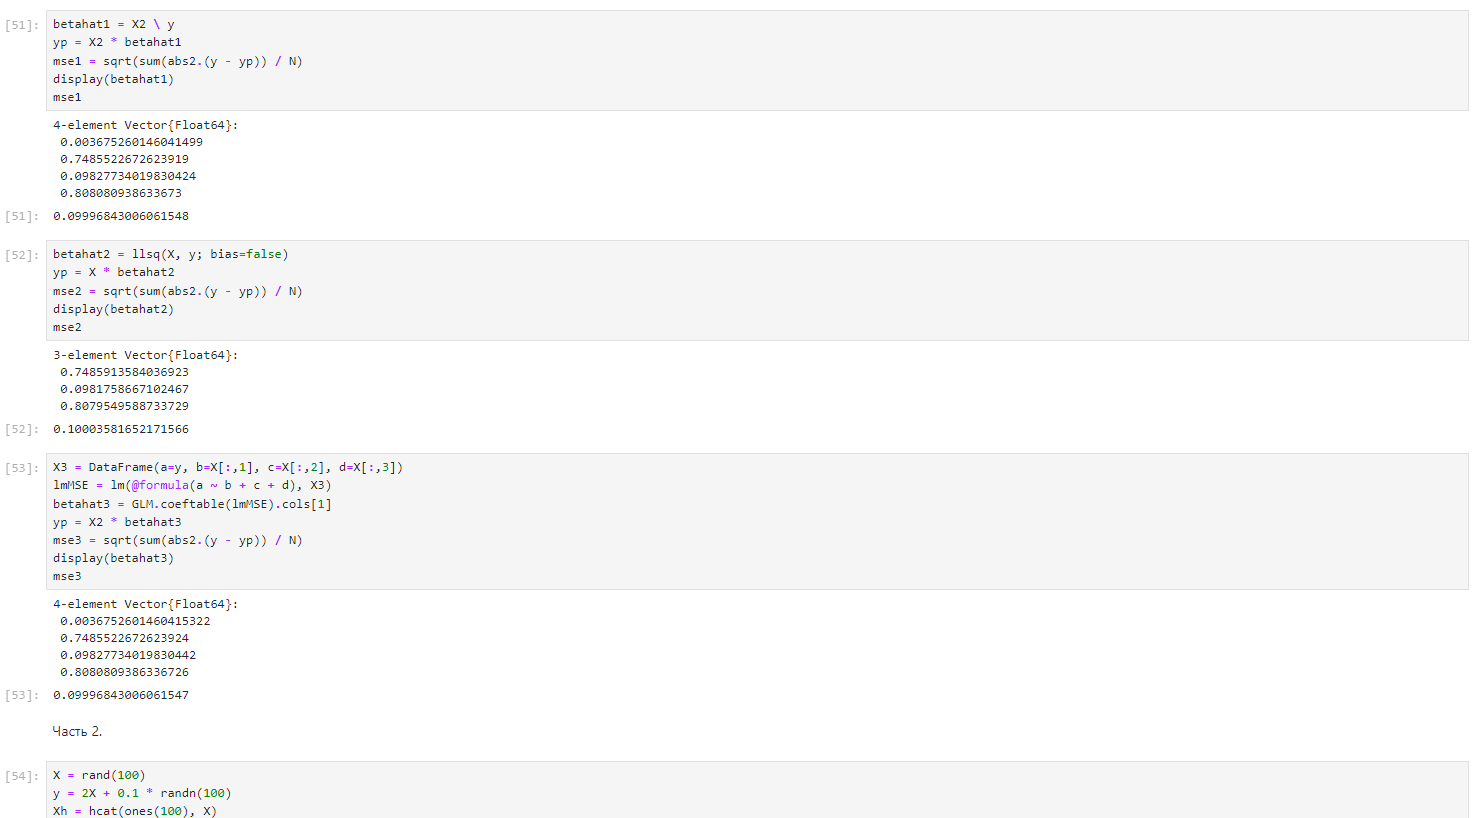 [51]: betahat1 = X2 \ y
yp = X2 * betahat1
mse1 = sqrt(sum(abs2.(y - yp)) / N)
display(betahat1)
mse1
4-element Vector{Float64}:
0.003675260146041499
0.7485522672623919
0.09827734019830424
0.808080938633673
[51]: 0.09996843006061548
[52]: betahat2 = llsq(X, y; bias=false)
yp = X * betahat2
mse2 = sqrt(sum(abs2.(y - yp)) / N)
display(betahat2)
mse2
3-element Vector{Float64}:
0.7485913584036923
0.0981758667102467
0.8079549588733729
[52]: 0.10003581652171566
[53]: X3 = DataFrame(a=y, b=X[:,1], c=X[:,2], d=X[:,3])
lmMSE = lm(@formula(a ~ b + c + d), X3)
betahat3 = GLM.coeftable(lmMSE).cols[1]
yp = X2 * betahat3
mse3 = sqrt(sum(abs2.(y - yp)) / N)
display(betahat3)
mse3
4-element Vector{Float64}:
0.0036752601460415322
0.7485522672623924
0.09827734019830442
0.8080809386336726
[53]: 0.09996843006061547
Часть 2.
[54]: X = rand(100)
y = 2X + 0.1 * randn(100)
Xh = hcat(ones(100), X)